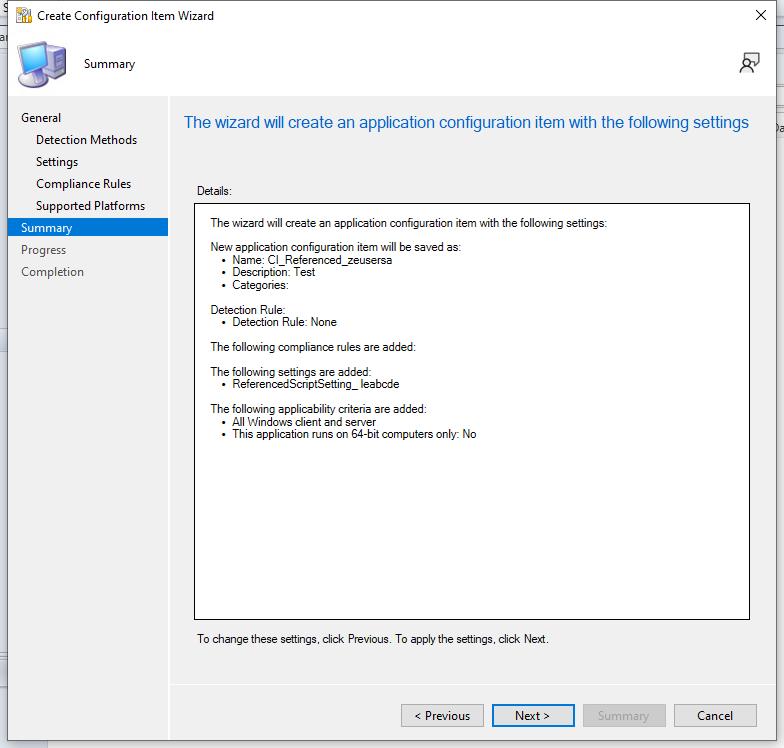 Create Configuration Item Wizard
Summary
General
Detection Methods
Settings
Compliance Rules
Supported Platforms
Summary
Progress
Completion
The wizard will create an application configuration item with the following settings
Details:
The wizard will create an application configuration item with the following settings:
New application configuration item will be saved as:
• Name: CI_Referenced_zeusersa
• Description: Test
• Categories:
Detection Rule:
• Detection Rule: None
The following compliance rules are added:
The following settings are added:
• ReferencedScriptSetting_ leabcde
The following applicability criteria are added:
• All Windows client and server
• This application runs on 64-bit computers only: No
To change these settings, click Previous. To apply the settings, click Next.
< Previous
Next >
Summary
Cancel